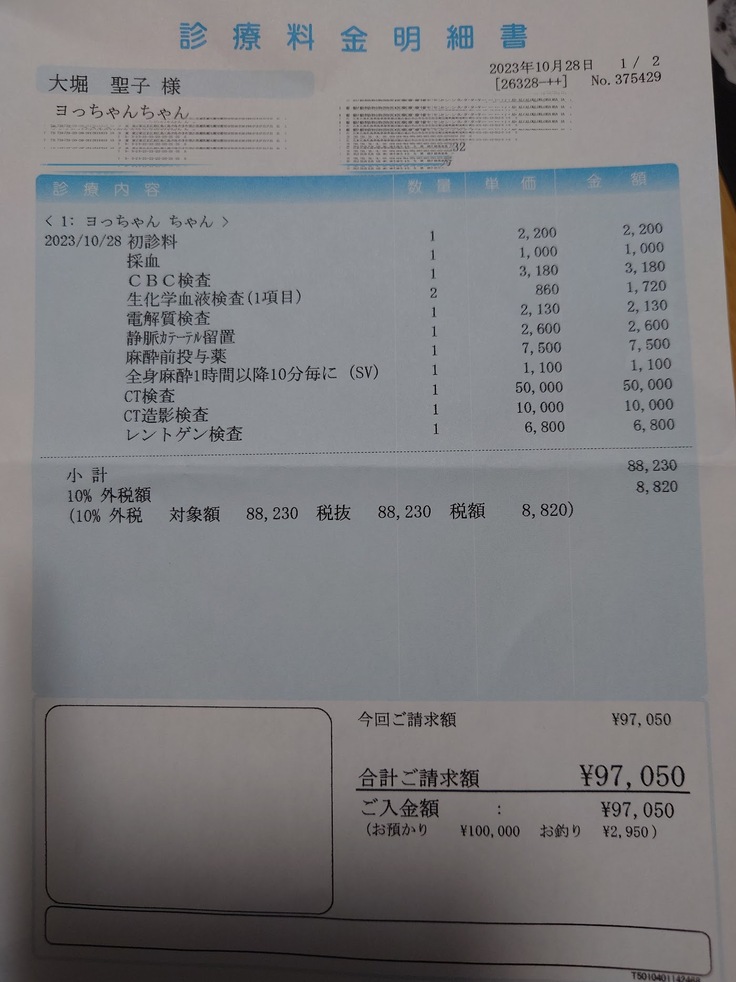 診療料金明細書
2023年10月28日 1/ 2
大堀 聖子 様
[26328-++] No.375429
ヨっちゃんちゃん
32
診療内容 数量 単価 金額
< 1: ヨっちゃん ちゃん >
2023/10/28 初診料 1 2,200 2,200
採血 1 1,000 1,000
CBC検査 1 3,180 3,180
生化学血液検査(1項目) 2 860 1,720
電解質検査 1 2,130 2,130
静脈カテーテル留置 1 2,600 2,600
麻酔前投与薬 1 7,500 7,500
全身麻酔1時間以降10分毎に (SV) 1 1,100 1,100
CT検査 1 50,000 50,000
CT造影検査 1 10,000 10,000
レントゲン検査 1 6,800 6,800
小 計 88,230
10% 外税額 8,820
(10% 外税 対象額 88,230 税抜 88,230 税額 8,820)
今回ご請求額 ¥97,050
合計ご請求額 ¥97,050
ご入金額 : ¥97,050
(お預かり ¥100,000 お釣り ¥2,950)